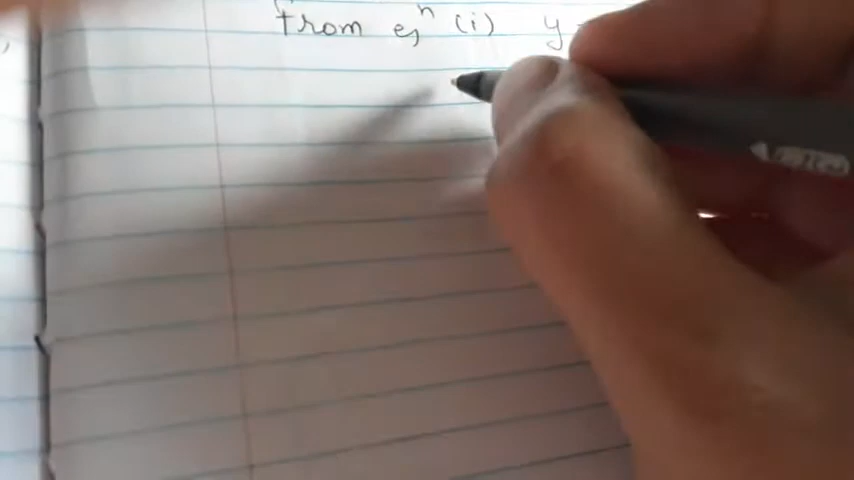 from eqⁿ (i) y